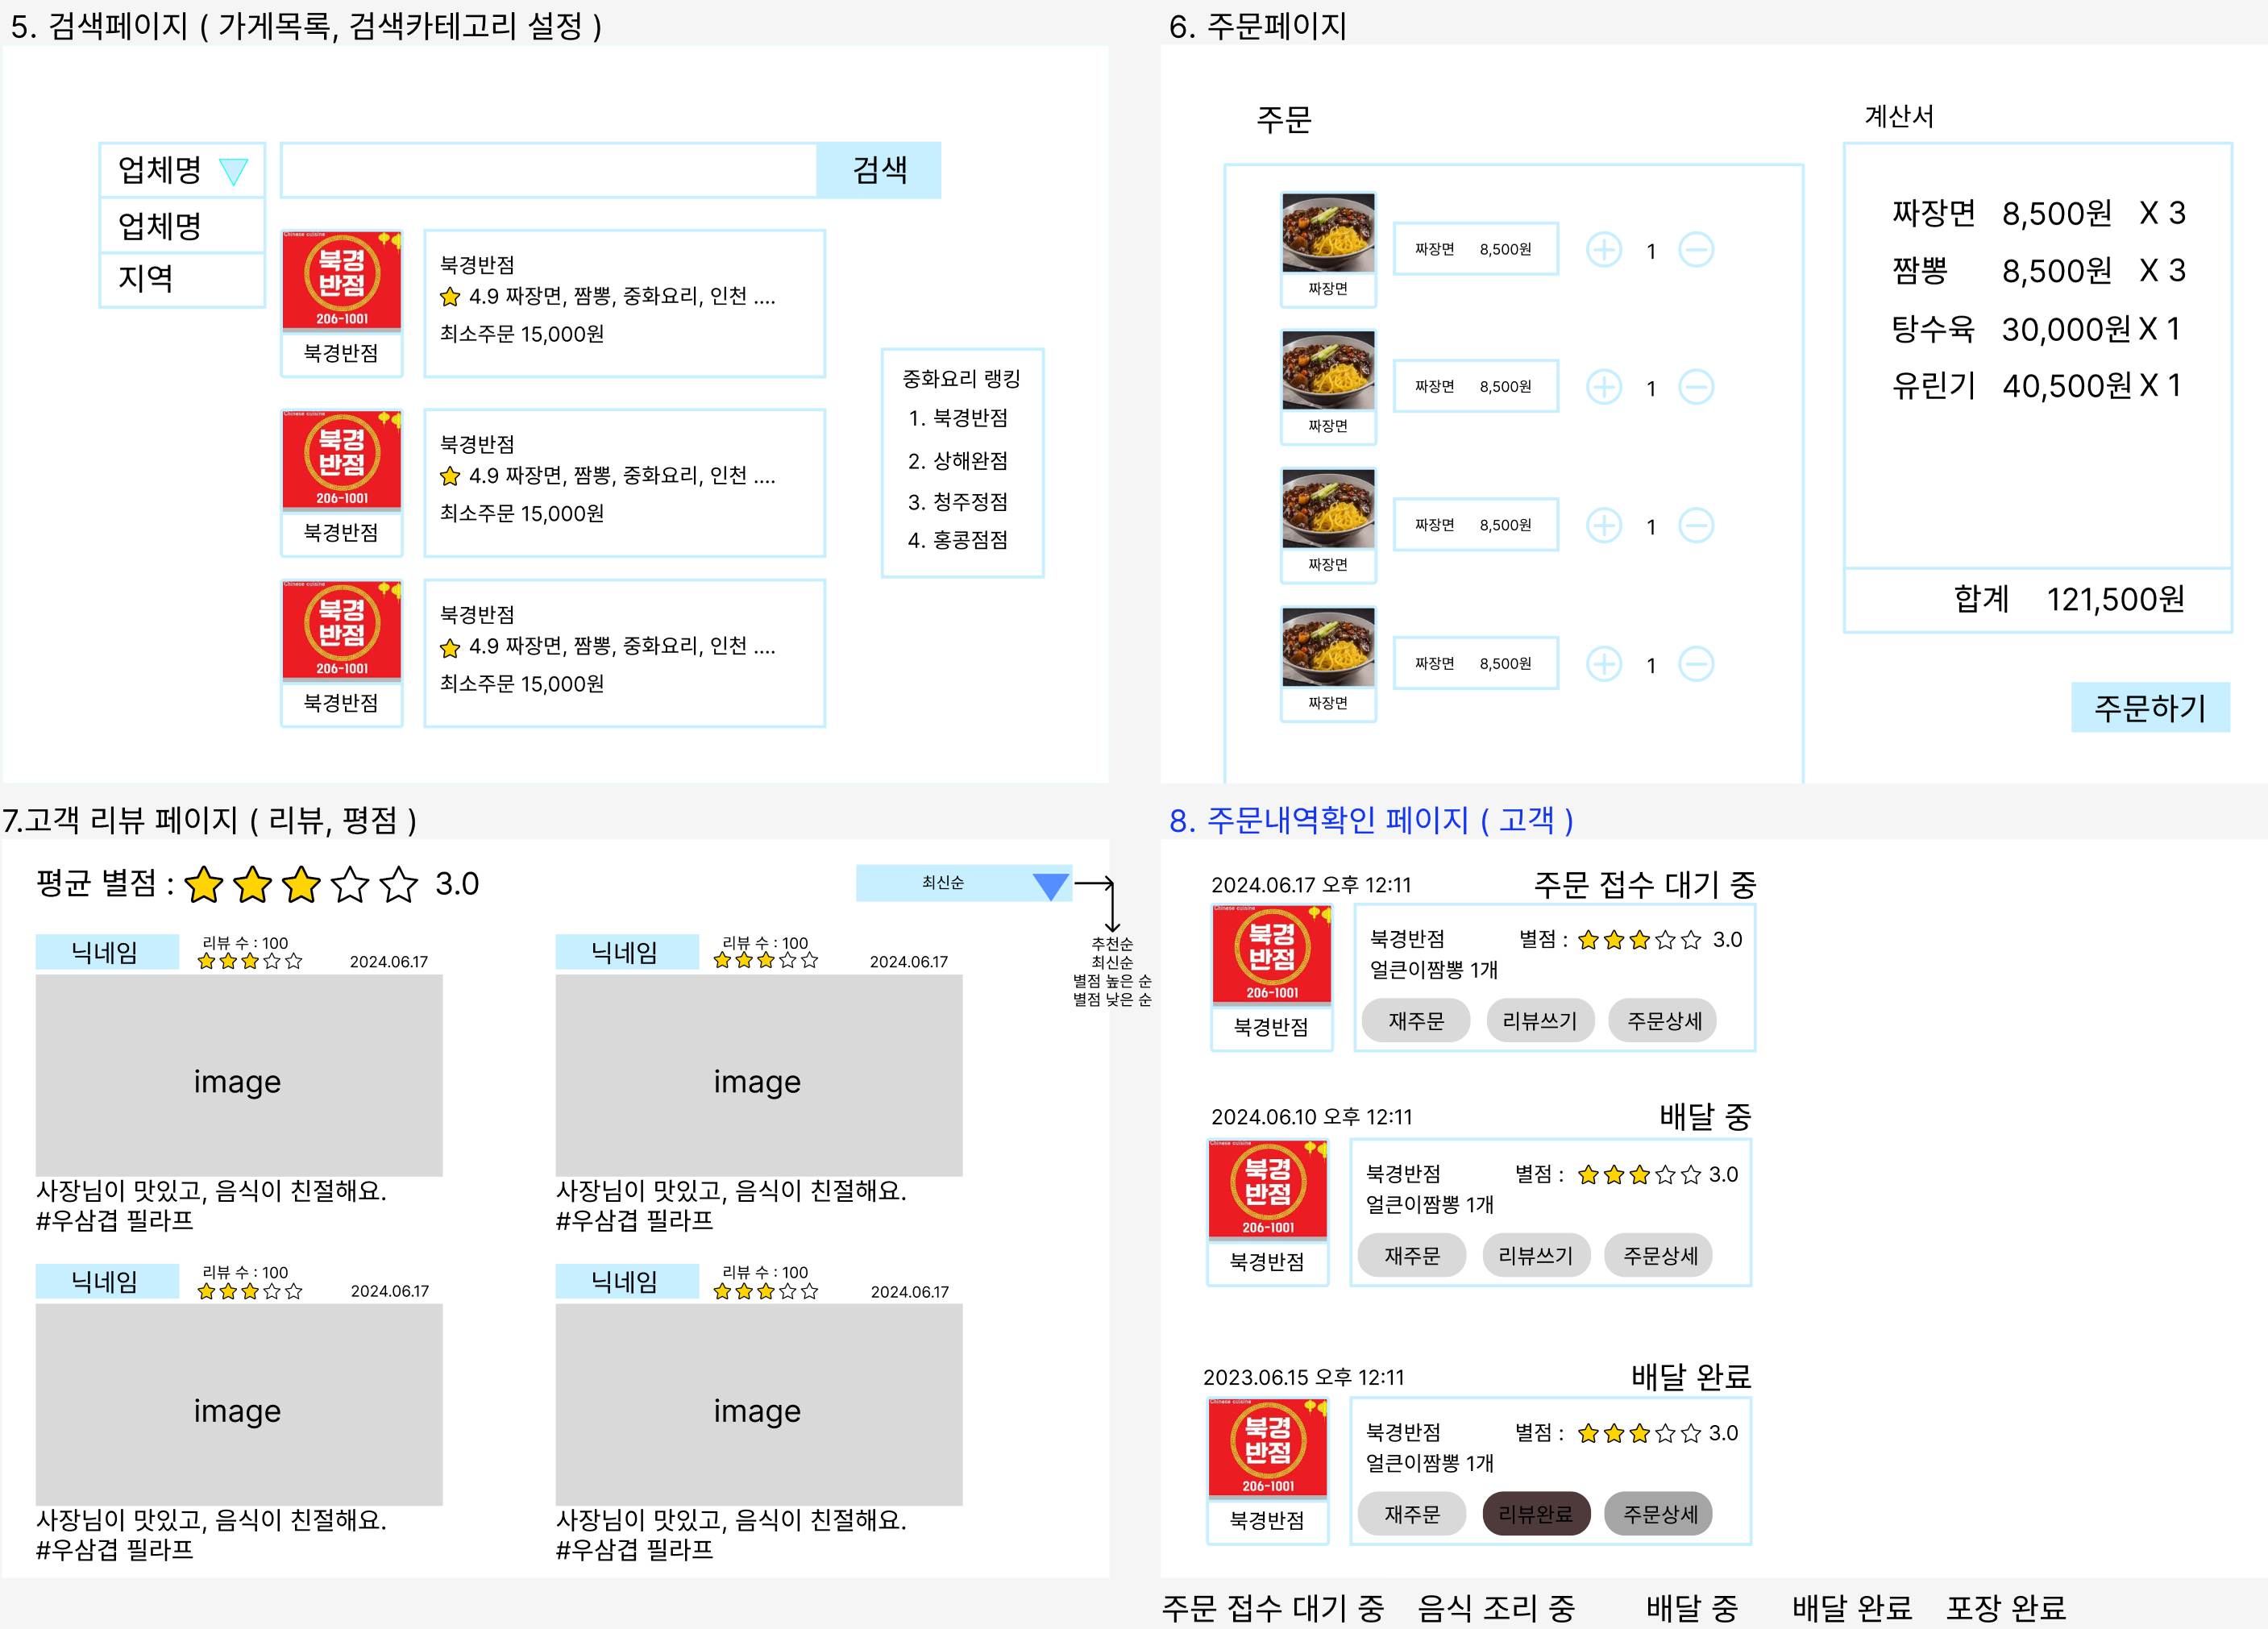 5. 검색페이지 ( 가게목록, 검색카테고리 설정 )
업체명
검색
업체명
지역
Chinese cuisine
북경
반점
206-1001
북경반점
북경반점
4.9 짜장면, 짬뽕, 중화요리, 인천 ....
최소주문 15,000원
Chinese cuisine
북경
반점
206-1001
북경반점
북경반점
4.9 짜장면, 짬뽕, 중화요리, 인천 ....
최소주문 15,000원
Chinese cuisine
북경
반점
206-1001
북경반점
북경반점
4.9 짜장면, 짬뽕, 중화요리, 인천 ....
최소주문 15,000원
중화요리 랭킹
1. 북경반점
2. 상해완점
3. 청주정점
4. 홍콩점점
6. 주문페이지
주문
짜장면
짜장면 8,500원
1
짜장면
짜장면 8,500원
1
짜장면
짜장면 8,500원
1
짜장면
짜장면 8,500원
1
계산서
짜장면 8,500원 X 3
짬뽕 8,500원 X 3
탕수육 30,000원 X 1
유린기 40,500원 X 1
합계 121,500원
주문하기
7.고객 리뷰 페이지 ( 리뷰, 평점 )
평균 별점 : 3.0
최신순
추천순
최신순
별점 높은 순
별점 낮은 순
닉네임
리뷰 수 : 100
2024.06.17
image
사장님이 맛있고, 음식이 친절해요.
#우삼겹 필라프
닉네임
리뷰 수 : 100
2024.06.17
image
사장님이 맛있고, 음식이 친절해요.
#우삼겹 필라프
닉네임
리뷰 수 : 100
2024.06.17
image
사장님이 맛있고, 음식이 친절해요.
#우삼겹 필라프
닉네임
리뷰 수 : 100
2024.06.17
image
사장님이 맛있고, 음식이 친절해요.
#우삼겹 필라프
8. 주문내역확인 페이지 ( 고객 )
2024.06.17 오후 12:11
주문 접수 대기 중
Chinese cuisine
북경
반점
206-1001
북경반점
북경반점 별점 : 3.0
얼큰이짬뽕 1개
재주문 리뷰쓰기 주문상세
2024.06.10 오후 12:11
배달 중
Chinese cuisine
북경
반점
206-1001
북경반점
북경반점 별점 : 3.0
얼큰이짬뽕 1개
재주문 리뷰쓰기 주문상세
2023.06.15 오후 12:11
배달 완료
Chinese cuisine
북경
반점
206-1001
북경반점
북경반점 별점 : 3.0
얼큰이짬뽕 1개
재주문 리뷰완료 주문상세
주문 접수 대기 중 음식 조리 중 배달 중 배달 완료 포장 완료